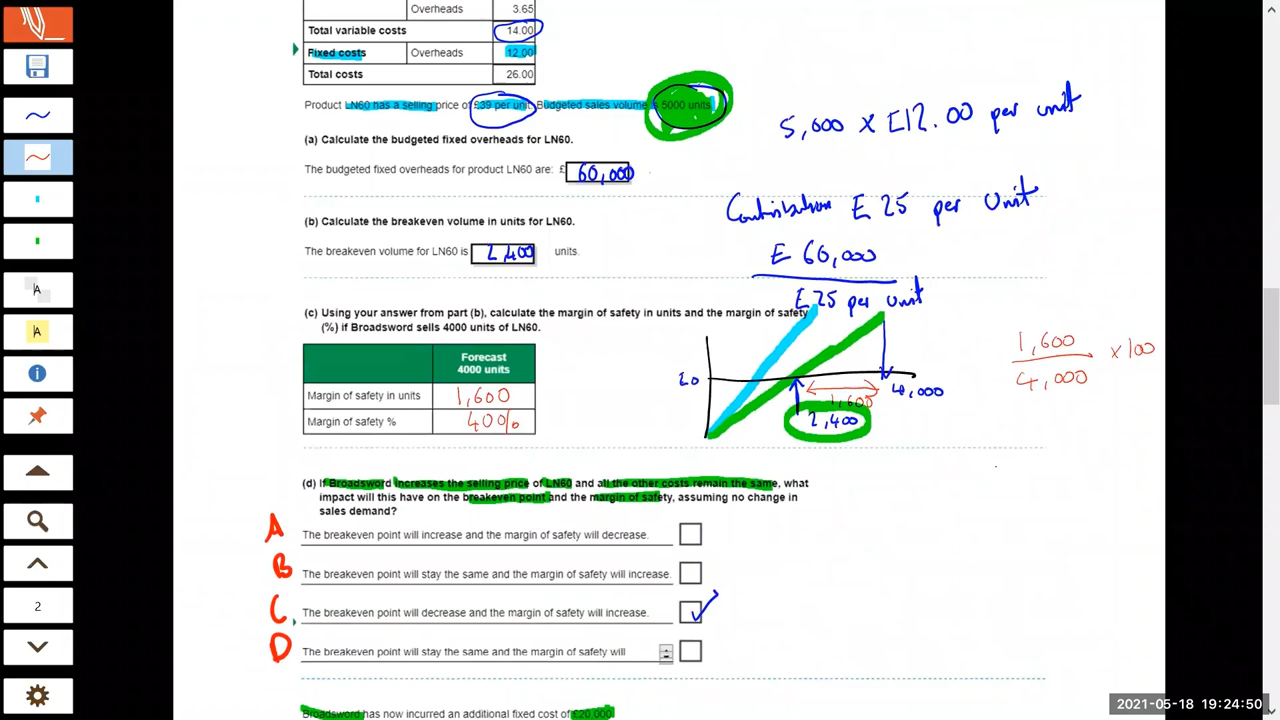 Overheads 3.65
Total variable costs 14.00
Fixed costs Overheads 12.00
Total costs 26.00
Product LN60 has a selling price of £39 per unit. Budgeted sales volume is 5000 units.
5,000 x £12.00 per unit
(a) Calculate the budgeted fixed overheads for LN60.
The budgeted fixed overheads for product LN60 are: £ 60,000
Contribution £25 per Unit
(b) Calculate the breakeven volume in units for LN60.
The breakeven volume for LN60 is 2,400 units.
£ 60,000
£25 per unit
(c) Using your answer from part (b), calculate the margin of safety in units and the margin of safety
(%) if Broadsword sells 4000 units of LN60.
Forecast
4000 units
Margin of safety in units 1,600
Margin of safety % 40%
£0
4,000
1,600
2,400
1,600
4,000
x 100
(d) If Broadsword increases the selling price of LN60 and all the other costs remain the same, what
impact will this have on the breakeven point and the margin of safety, assuming no change in
sales demand?
A The breakeven point will increase and the margin of safety will decrease.
B The breakeven point will stay the same and the margin of safety will increase.
C The breakeven point will decrease and the margin of safety will increase.
D The breakeven point will stay the same and the margin of safety will
Broadsword has now incurred an additional fixed cost of £20,000
A
A
i
2
2021-05-18 19:24:50